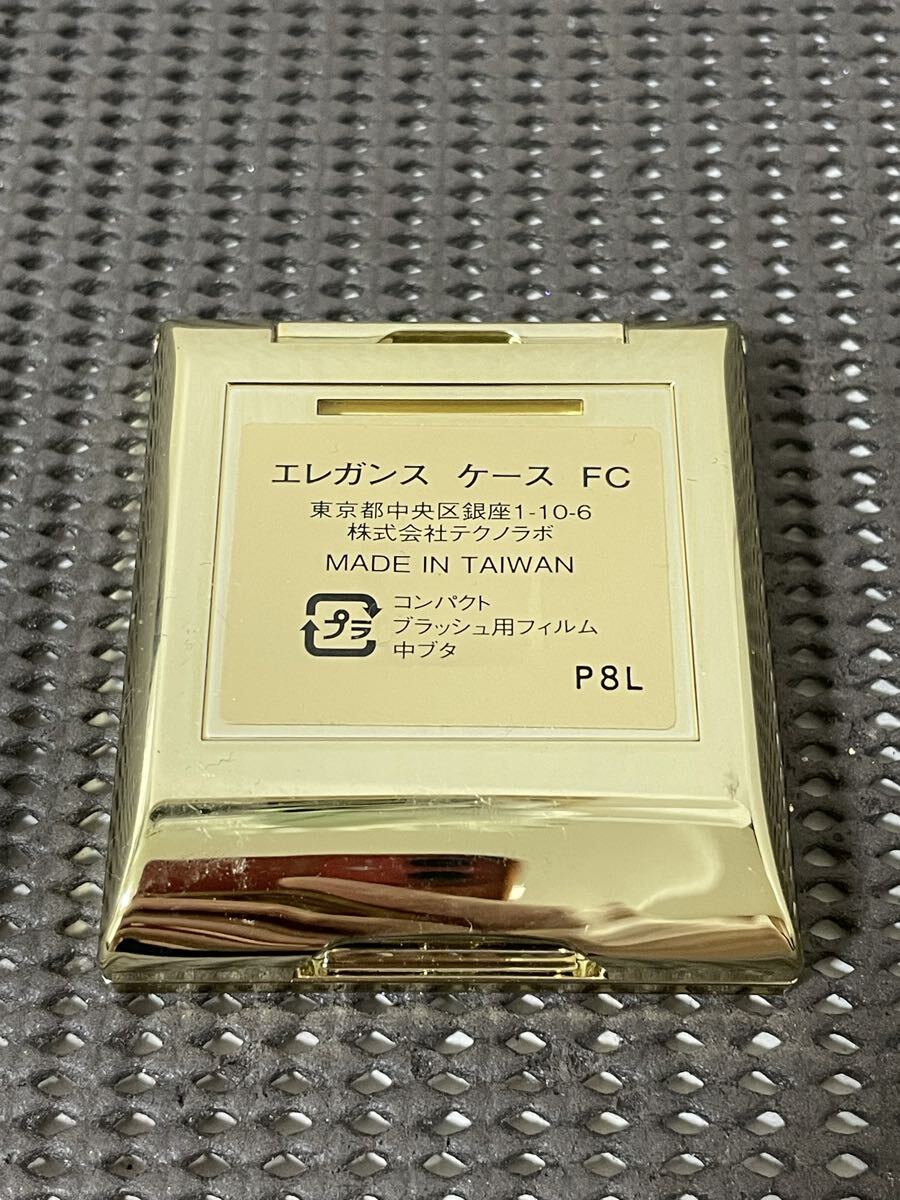 エレガンス ケース FC
東京都中央区銀座1-10-6
株式会社テクノラボ
MADE IN TAIWAN
プラ
コンパクト
ブラッシュ用フィルム
中ブタ
P8L